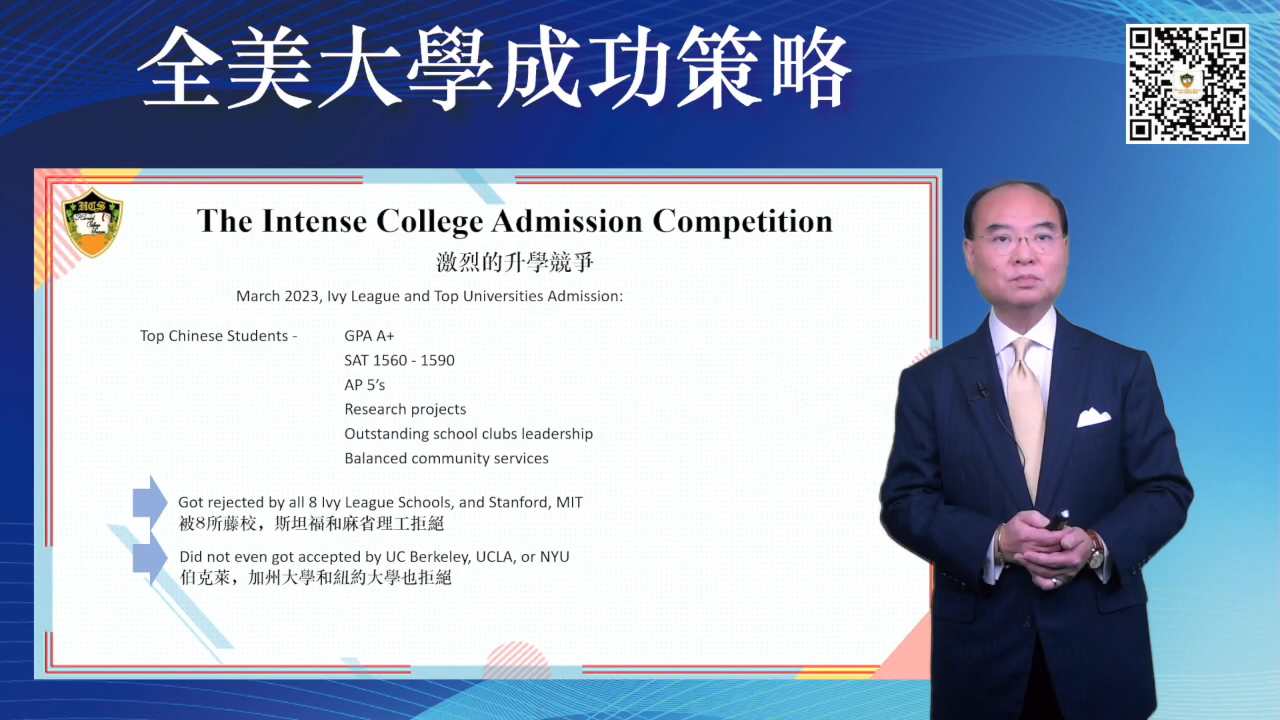 全美大學成功策略
HCS
The Intense College Admission Competition
激烈的升學競爭
March 2023, Ivy League and Top Universities Admission:
Top Chinese Students - GPA A+
SAT 1560 - 1590
AP 5’s
Research projects
Outstanding school clubs leadership
Balanced community services
Got rejected by all 8 Ivy League Schools, and Stanford, MIT
被8所藤校，斯坦福和麻省理工拒絕
Did not even got accepted by UC Berkeley, UCLA, or NYU
伯克萊，加州大學和紐約大學也拒絕